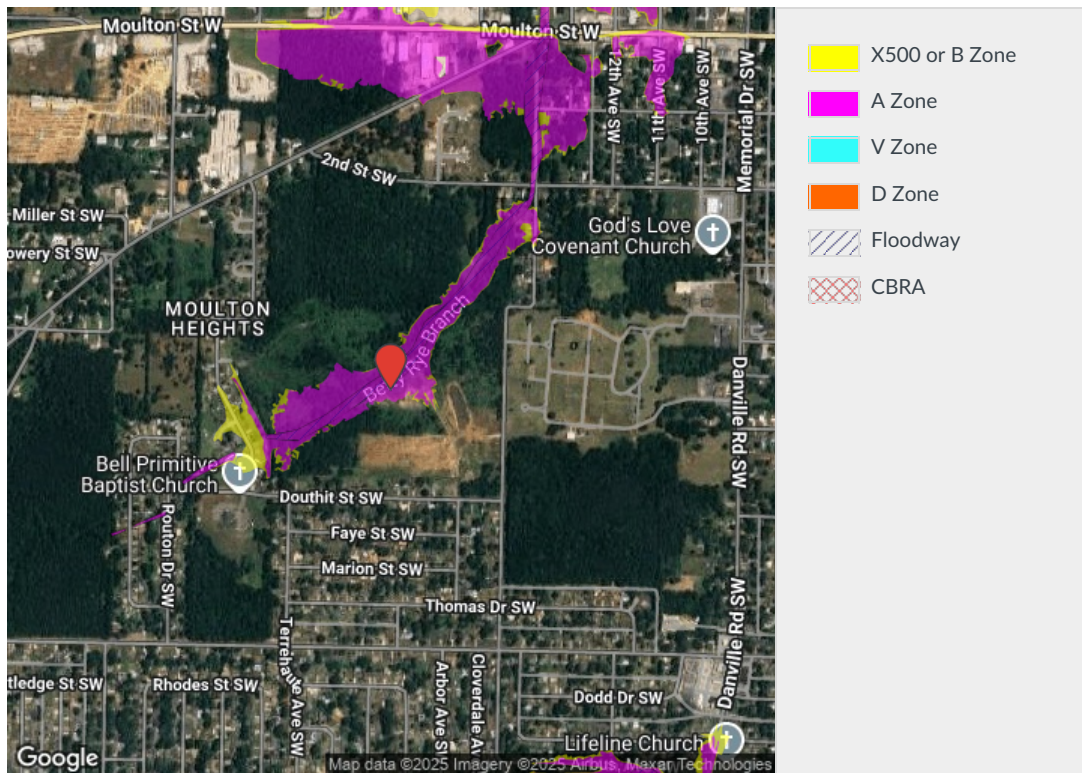 Moulton St W
Moulton St W
12th Ave SW
11th Ave SW
10th Ave SW
Memorial Dr SW
2nd St SW
Miller St SW
owery St SW
God's Love
Covenant Church
MOULTON
HEIGHTS
Rye Branch
Danville Rd SW
Bell Primitive
Baptist Church
Douthit St SW
Routon Dr SW
Faye St SW
Marion St SW
Thomas Dr SW
Danville Rd SW
Terrehaute Ave SW
Arbor Ave S
Cloverdale Av
tledge St SW
Rhodes St SW
Dodd Dr SW
Lifeline Church
Google
Map data ©2025 Imagery ©2025 Airbus, Maxar Technologies
X500 or B Zone
A Zone
V Zone
D Zone
Floodway
CBRA